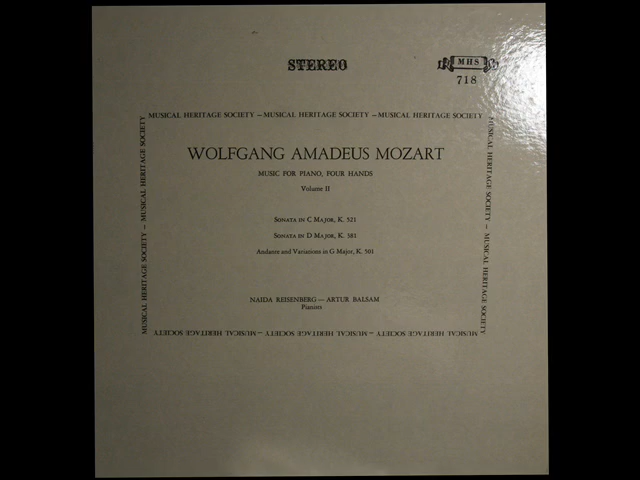 STEREO
MHS
718
MUSICAL HERITAGE SOCIETY — MUSICAL HERITAGE SOCIETY — MUSICAL HERITAGE SOCIETY
MUSICAL HERITAGE SOCIETY — MUSICAL HERITAGE SOCIETY
MUSICAL HERITAGE SOCIETY — MUSICAL HERITAGE SOCIETY
WOLFGANG AMADEUS MOZART
MUSIC FOR PIANO, FOUR HANDS
Volume II
SONATA IN C MAJOR, K. 521
SONATA IN D MAJOR, K. 381
Andante and Variations in G Major, K. 501
NAIDA REISENBERG — ARTUR BALSAM
Pianists
MUSICAL HERITAGE SOCIETY — MUSICAL HERITAGE SOCIETY — MUSICAL HERITAGE SOCIETY